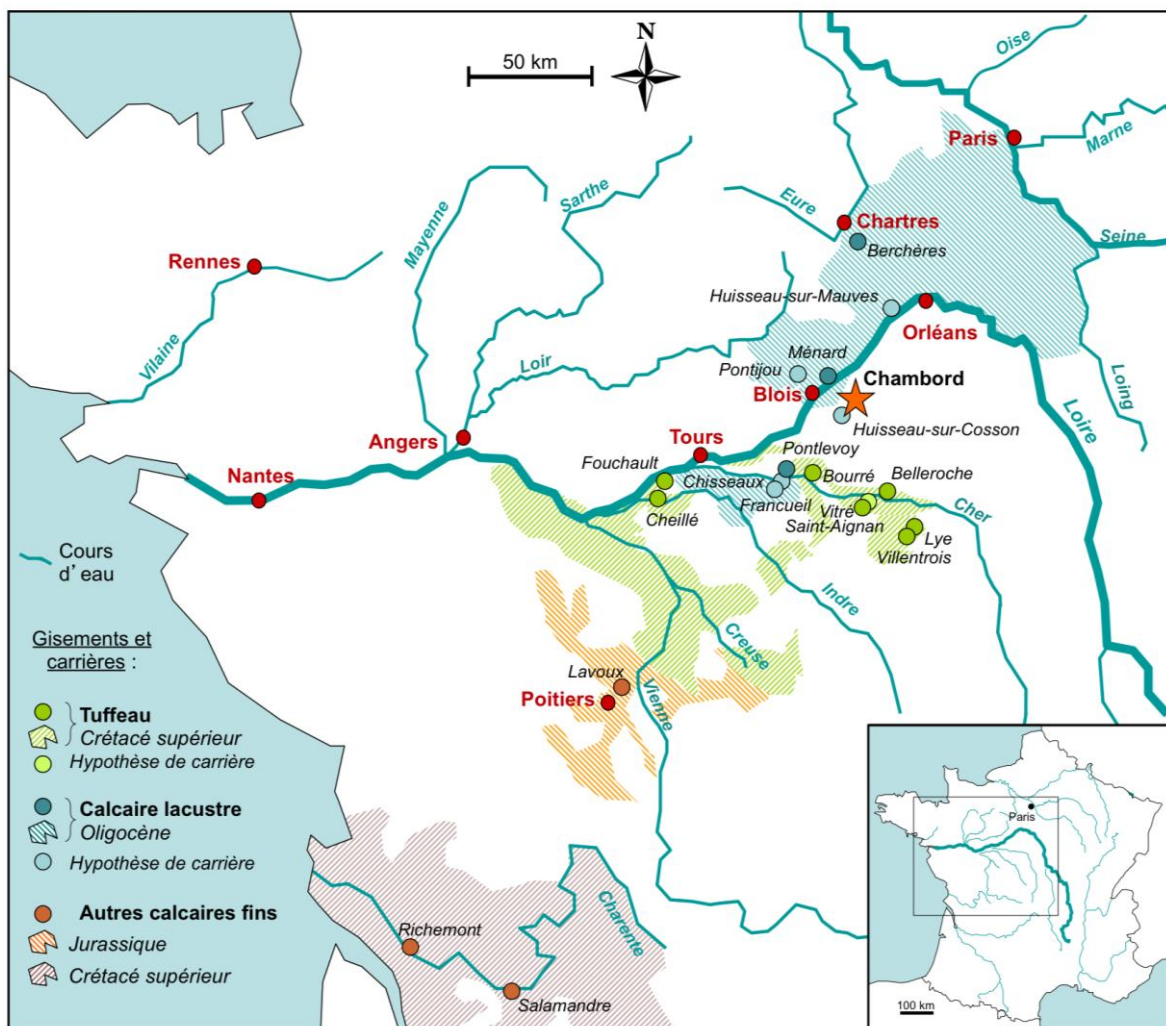 N
50 km
Oise
Paris
Marne
Sarthe
Mayenne
Eure
Chartres
Berchères
Seine
Rennes
Huisseau-sur-Mauves
Orléans
Vilaine
Loir
Ménard
Pontijou
Chambord
Loing
Blois
Huisseau-sur-Cosson
Loire
Angers
Tours
Pontlevoy
Fouchault
Bourré
Belleroche
Nantes
Chisseaux
Francueil
Vitré
Cher
Cheillé
Saint-Aignan
Lye
Villentrois
Cours
d'eau
Indre
Creuse
Gisements et
carrières :
Lavoux
Vienne
Poitiers
Tuffeau
Crétacé supérieur
Hypothèse de carrière
Calcaire lacustre
Oligocène
Hypothèse de carrière
Paris
Autres calcaires fins
Jurassique
Crétacé supérieur
Charente
Richemont
Salamandre
100 km